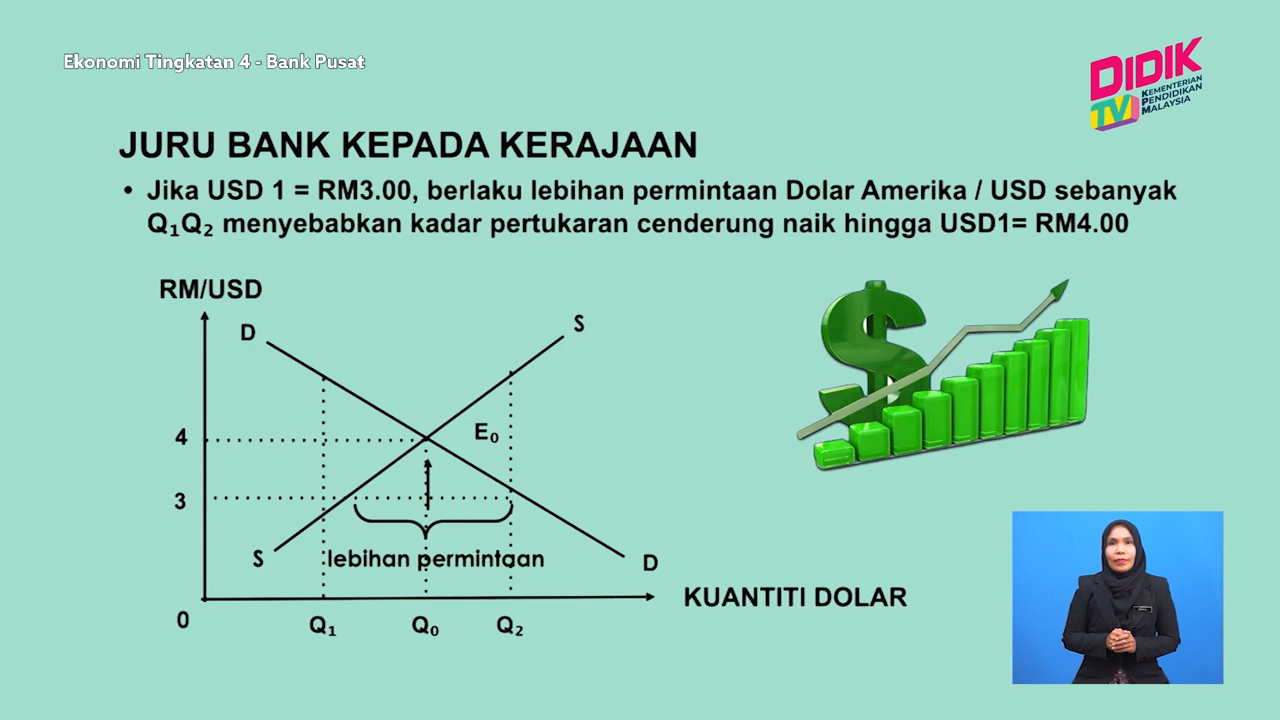 Ekonomi Tingkatan 4 - Bank Pusat
DIDIK
TV
KEMENTERIAN
PENDIDIKAN
MALAYSIA
JURU BANK KEPADA KERAJAAN
• Jika USD 1 = RM3.00, berlaku lebihan permintaan Dolar Amerika / USD sebanyak
Q₁Q₂ menyebabkan kadar pertukaran cenderung naik hingga USD1= RM4.00
RM/USD
D
S
4
E₀
3
S
lebihan permintaan
D
KUANTITI DOLAR
0
Q₁
Q₀
Q₂